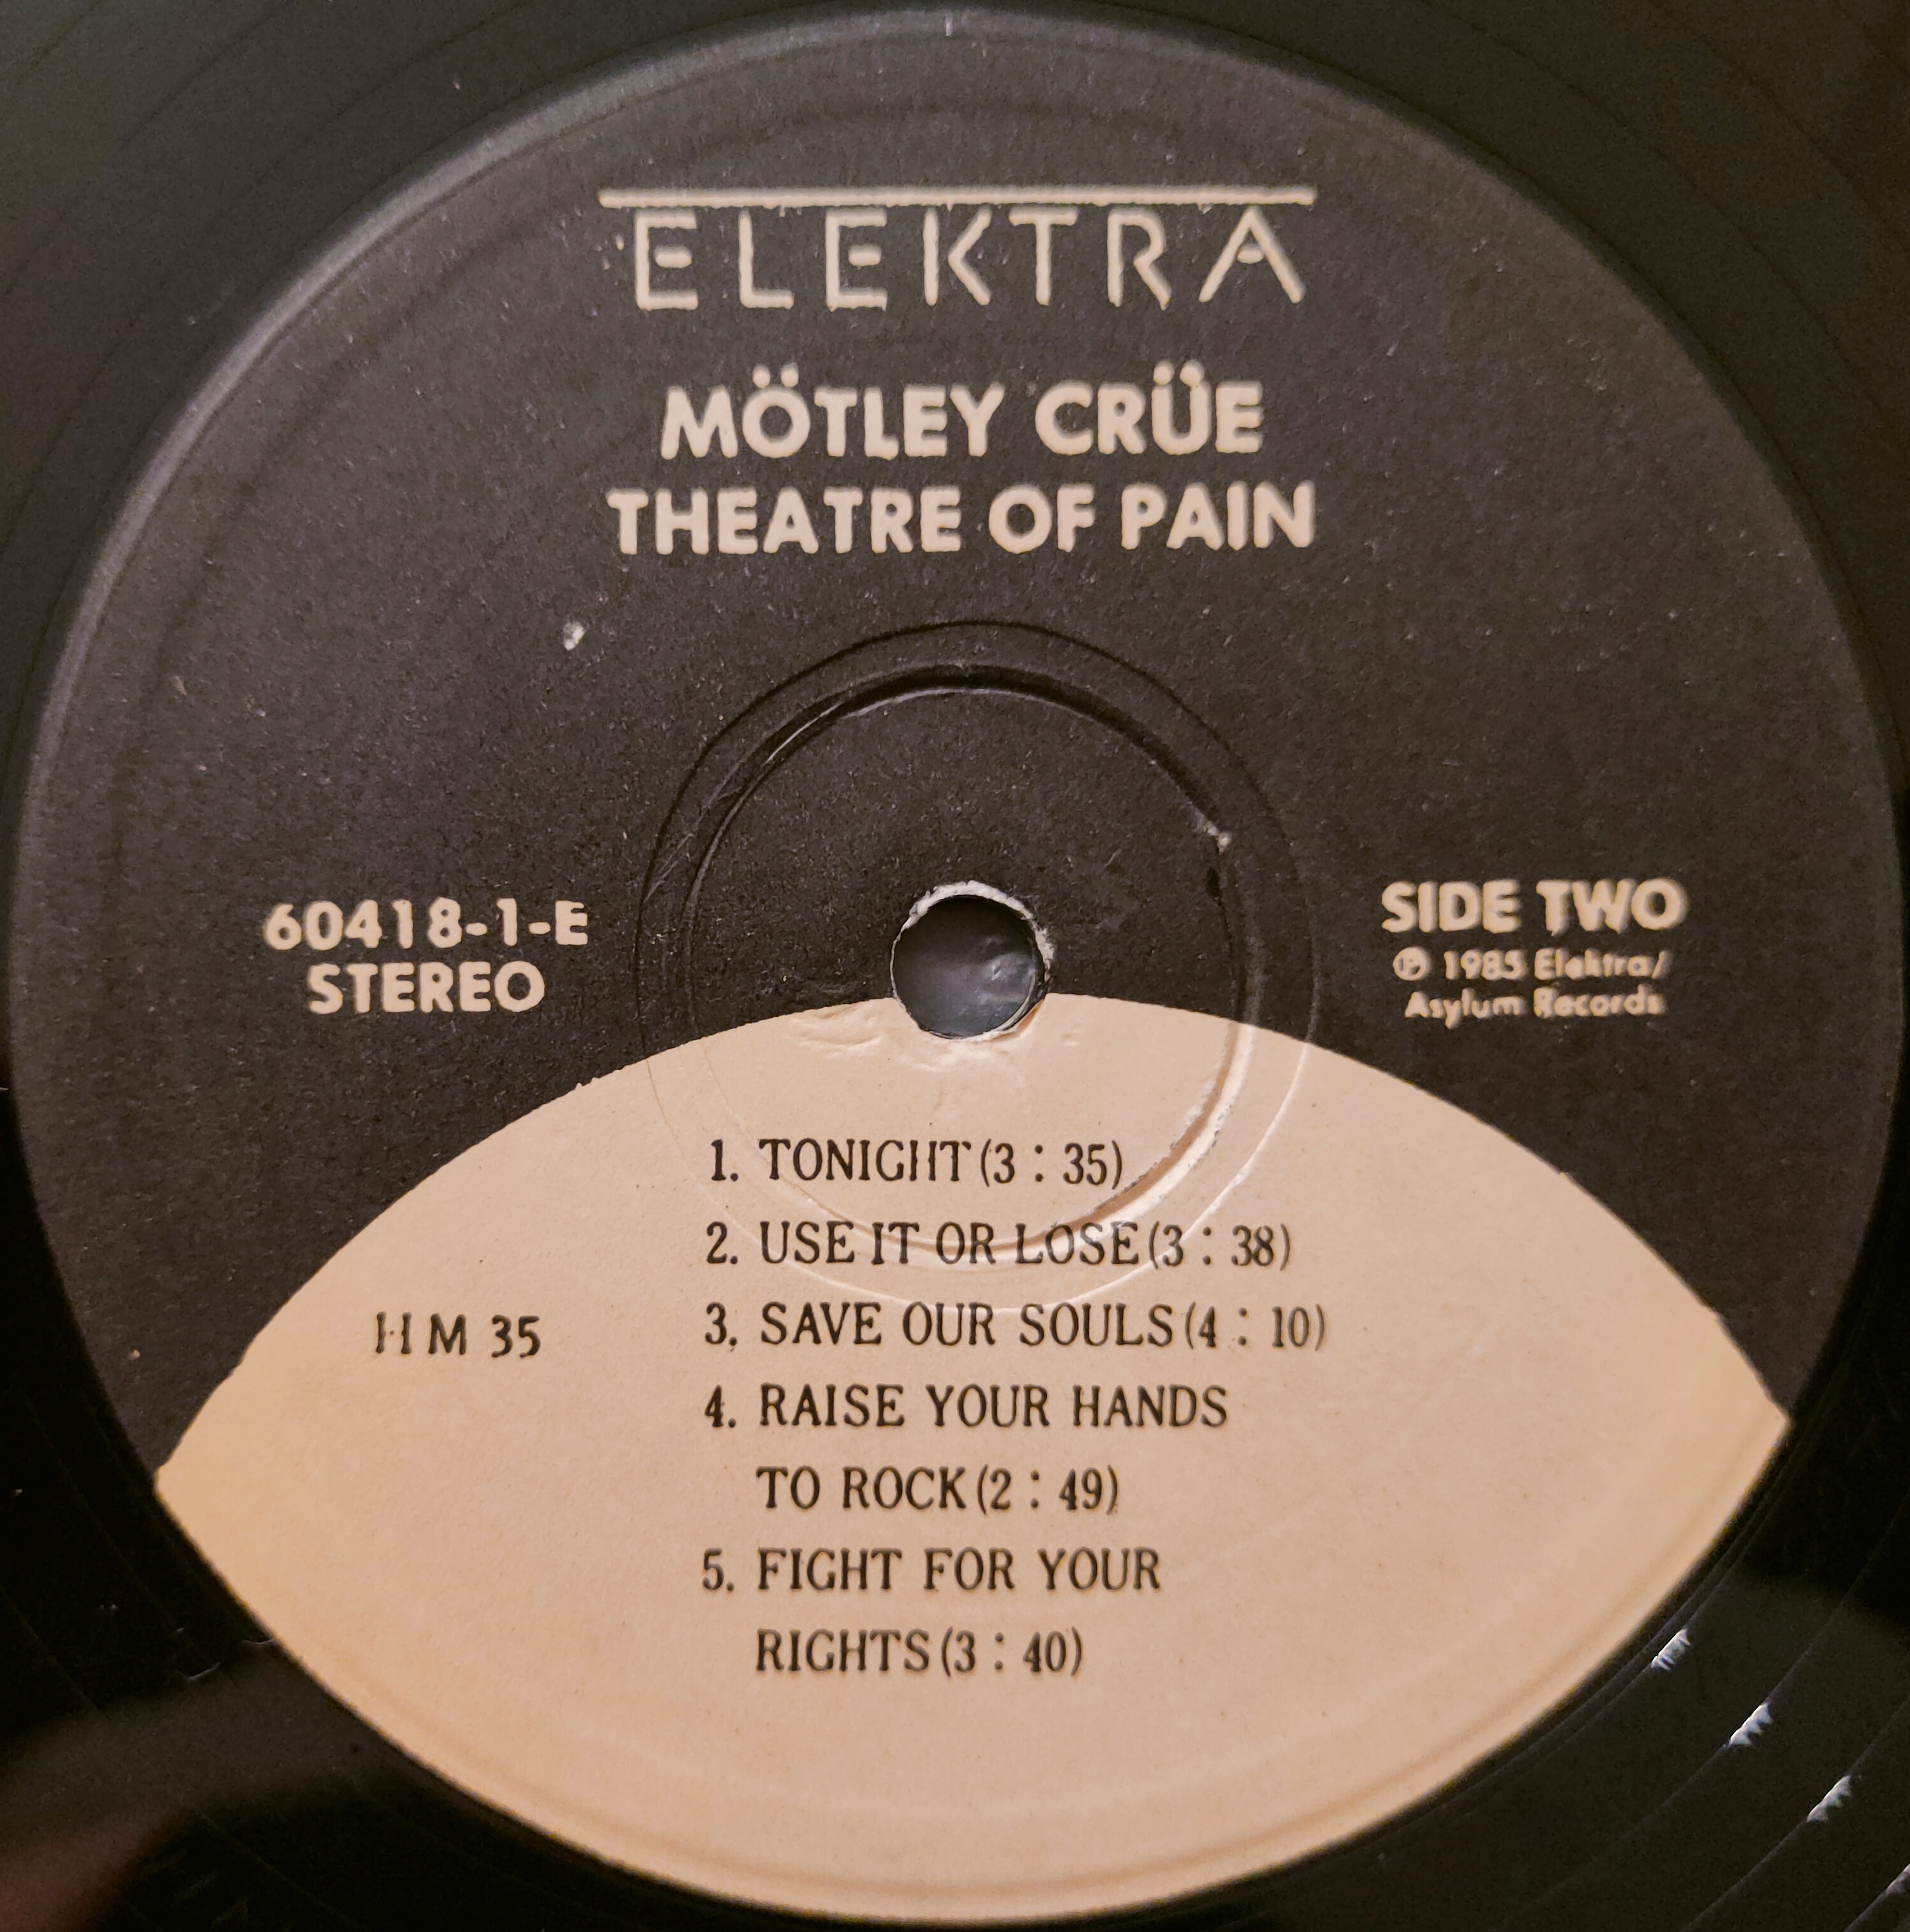 ELEKTRA
MÖTLEY CRÜE
THEATRE OF PAIN
60418-1-E
STEREO
SIDE TWO
℗ 1985 Elektra/
Asylum Records
1. TONIGHT (3 : 35)
2. USE IT OR LOSE (3 : 38)
3. SAVE OUR SOULS (4 : 10)
HM 35
4. RAISE YOUR HANDS
TO ROCK (2 : 49)
5. FIGHT FOR YOUR
RIGHTS (3 : 40)